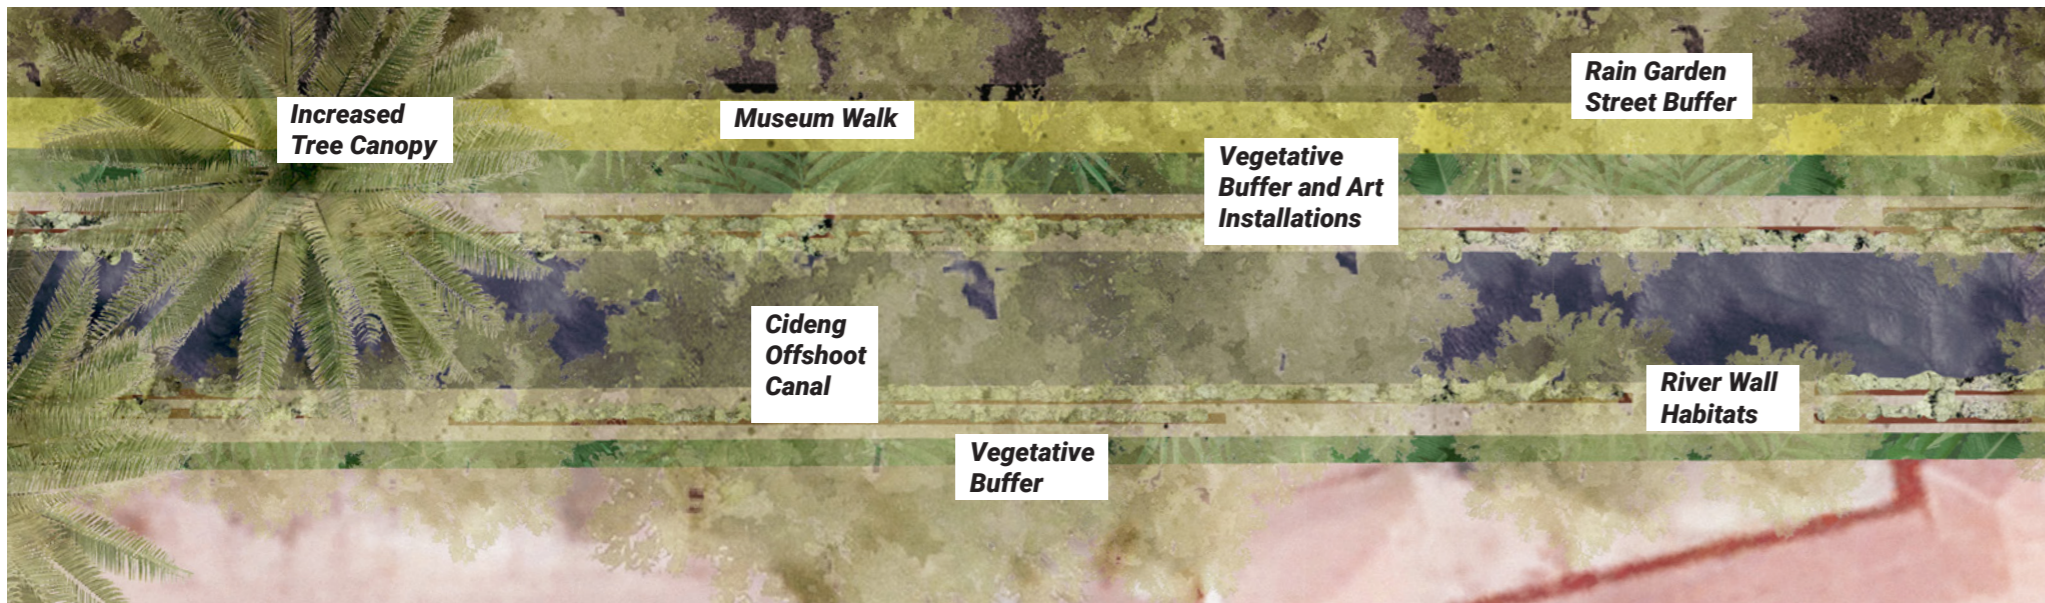 Increased
Tree Canopy
Museum Walk
Rain Garden
Street Buffer
Vegetative
Buffer and Art
Installations
Cideng
Offshoot
Canal
River Wall
Habitats
Vegetative
Buffer